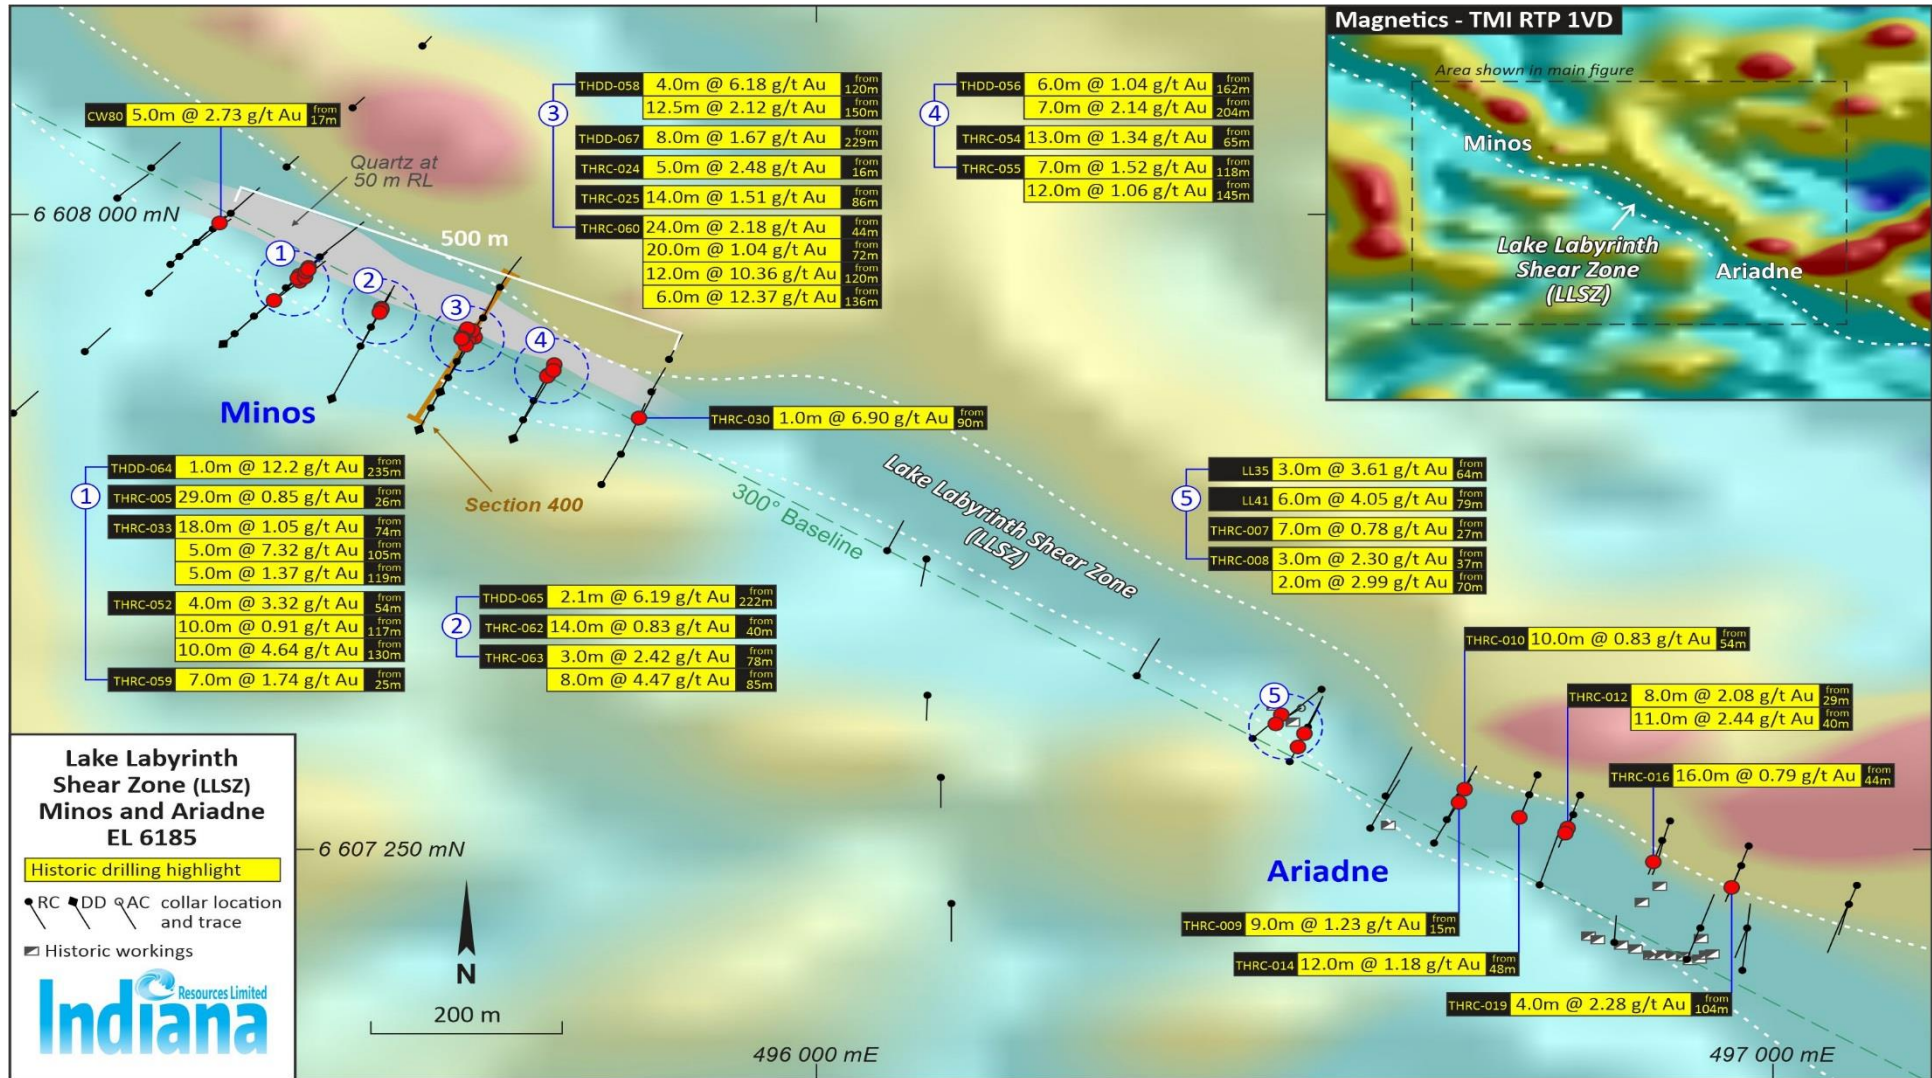 Magnetics - TMI RTP 1VD
Area shown in main figure
Minos
Lake Labyrinth
Shear Zone
(LLSZ)
Ariadne
CW80 5.0m @ 2.73 g/t Au from 17m
Quartz at
50 m RL
6 608 000 mN
500 m
3
THDD-058 4.0m @ 6.18 g/t Au from 120m
12.5m @ 2.12 g/t Au from 150m
THDD-067 8.0m @ 1.67 g/t Au from 229m
THRC-024 5.0m @ 2.48 g/t Au from 16m
THRC-025 14.0m @ 1.51 g/t Au from 86m
THRC-060 24.0m @ 2.18 g/t Au from 44m
20.0m @ 1.04 g/t Au from 72m
12.0m @ 10.36 g/t Au from 120m
6.0m @ 12.37 g/t Au from 136m
4
THDD-056 6.0m @ 1.04 g/t Au from 162m
7.0m @ 2.14 g/t Au from 204m
THRC-054 13.0m @ 1.34 g/t Au from 65m
THRC-055 7.0m @ 1.52 g/t Au from 118m
12.0m @ 1.06 g/t Au from 145m
1
2
3
4
Minos
THRC-030 1.0m @ 6.90 g/t Au from 90m
Section 400
300° Baseline
Lake Labyrinth Shear Zone
(LLSZ)
1
THDD-064 1.0m @ 12.2 g/t Au from 235m
THRC-005 29.0m @ 0.85 g/t Au from 26m
THRC-033 18.0m @ 1.05 g/t Au from 74m
5.0m @ 7.32 g/t Au from 105m
5.0m @ 1.37 g/t Au from 119m
THRC-052 4.0m @ 3.32 g/t Au from 54m
10.0m @ 0.91 g/t Au from 117m
10.0m @ 4.64 g/t Au from 130m
THRC-059 7.0m @ 1.74 g/t Au from 25m
2
THDD-065 2.1m @ 6.19 g/t Au from 222m
THRC-062 14.0m @ 0.83 g/t Au from 40m
THRC-063 3.0m @ 2.42 g/t Au from 78m
8.0m @ 4.47 g/t Au from 85m
5
LL35 3.0m @ 3.61 g/t Au from 64m
LL41 6.0m @ 4.05 g/t Au from 79m
THRC-007 7.0m @ 0.78 g/t Au from 27m
THRC-008 3.0m @ 2.30 g/t Au from 37m
2.0m @ 2.99 g/t Au from 70m
THRC-010 10.0m @ 0.83 g/t Au from 54m
THRC-012 8.0m @ 2.08 g/t Au from 29m
11.0m @ 2.44 g/t Au from 40m
THRC-016 16.0m @ 0.79 g/t Au from 44m
5
Ariadne
THRC-009 9.0m @ 1.23 g/t Au from 15m
THRC-014 12.0m @ 1.18 g/t Au from 48m
THRC-019 4.0m @ 2.28 g/t Au from 104m
6 607 250 mN
Lake Labyrinth
Shear Zone (LLSZ)
Minos and Ariadne
EL 6185
Historic drilling highlight
RC DD AC collar location
and trace
Historic workings
Indiana Resources Limited
N
200 m
496 000 mE
497 000 mE